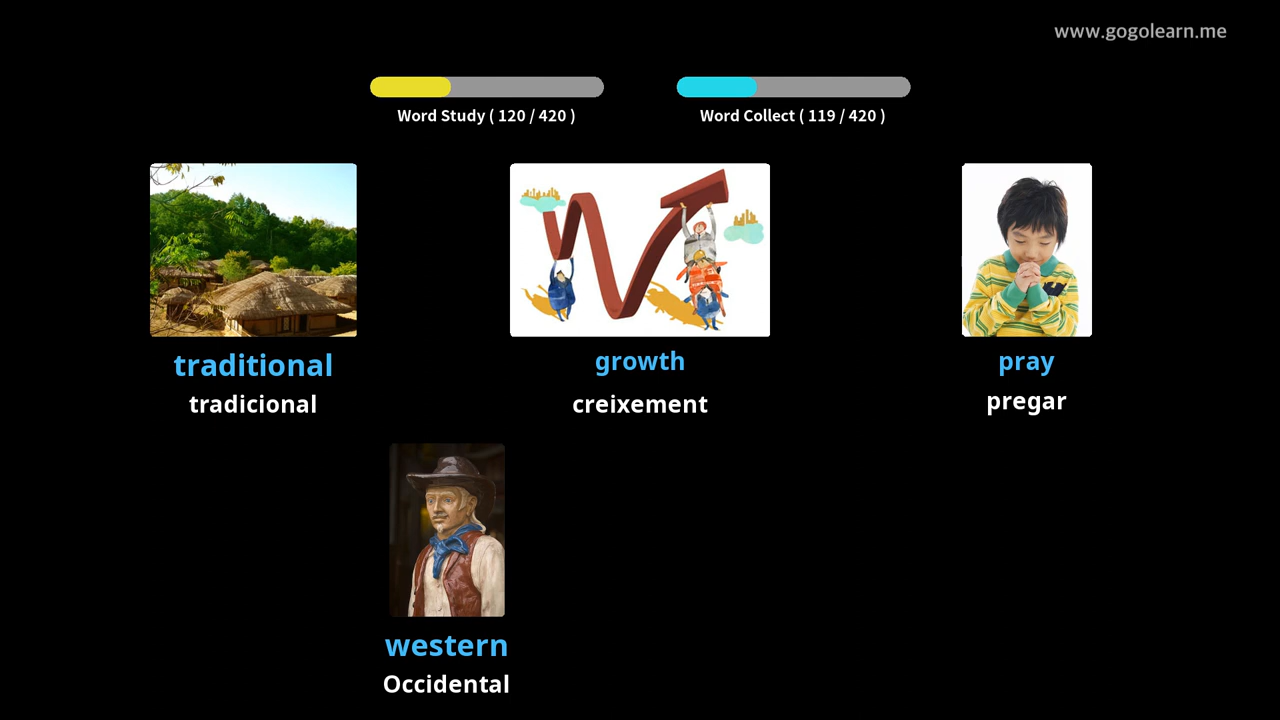 www.gogolearn.me
Word Study ( 120 / 420 )
Word Collect ( 119 / 420 )
traditional
tradicional
growth
creixement
pray
pregar
western
Occidental